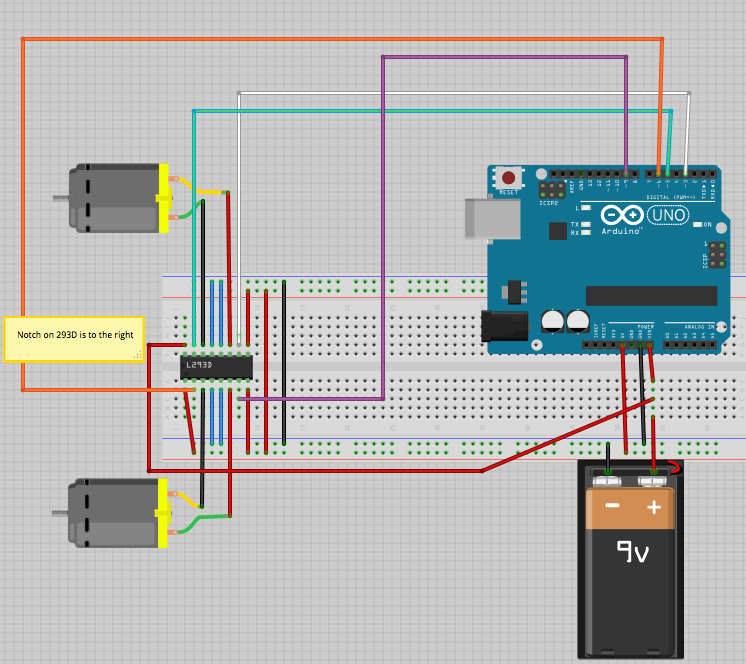 RESET
ICSP2
AREF
GND
13
12
~11
~10
~9
8
7
~6
~5
4
~3
2
TX▶1
RX◀0
DIGITAL (PWM=~)
L
TX
RX
Arduino™
UNO
ON
ICSP
Notch on 293D is to the right
L293D
IOREF
RESET
3V3
5V
GND
GND
VIN
POWER
ANALOG IN
A0
A1
A2
A3
A4
A5
- +
9v